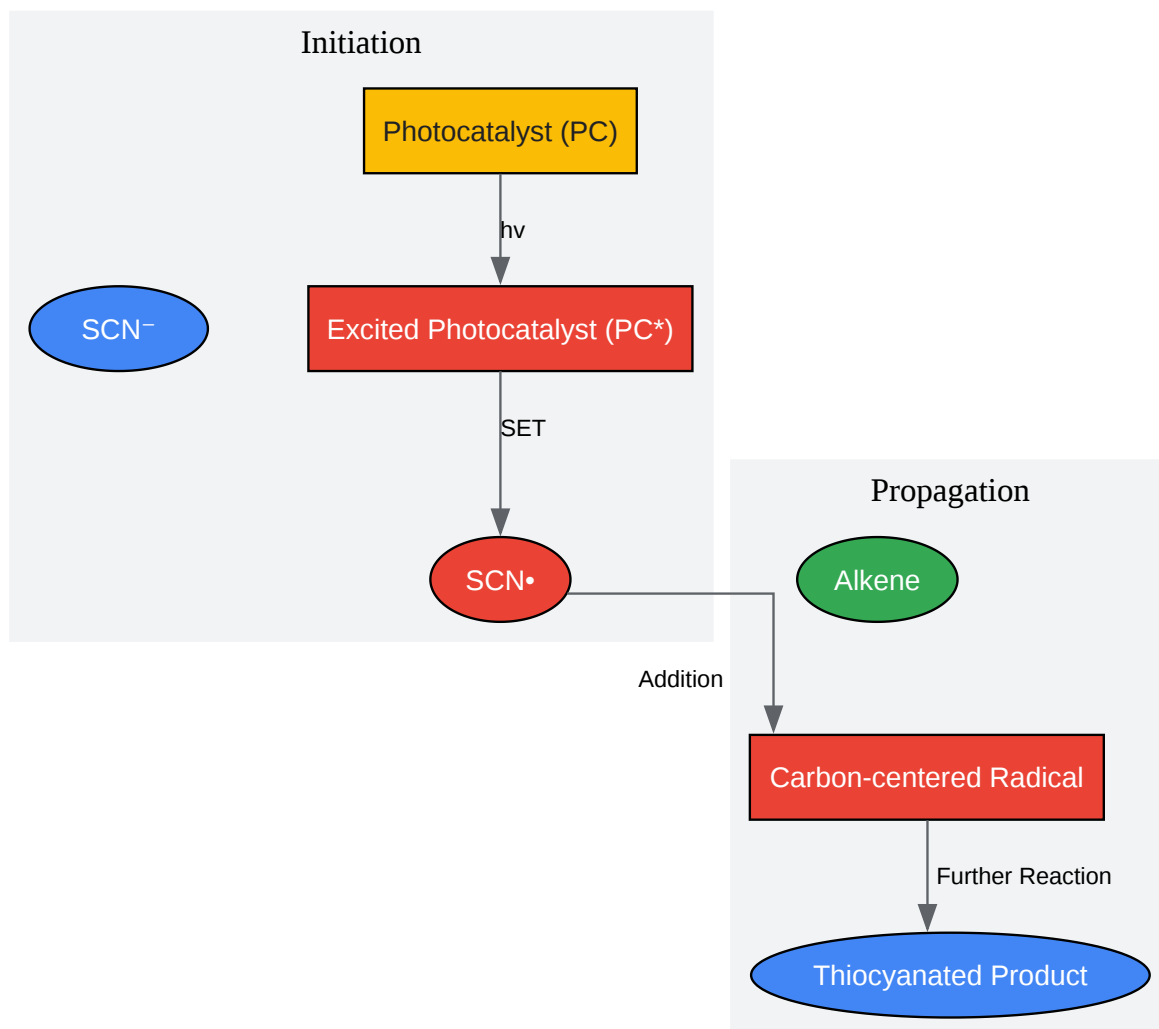 Initiation
Photocatalyst (PC)
hv
SCN⁻
Excited Photocatalyst (PC*)
SET
SCN•
Propagation
Alkene
Addition
Carbon-centered Radical
Further Reaction
Thiocyanated Product